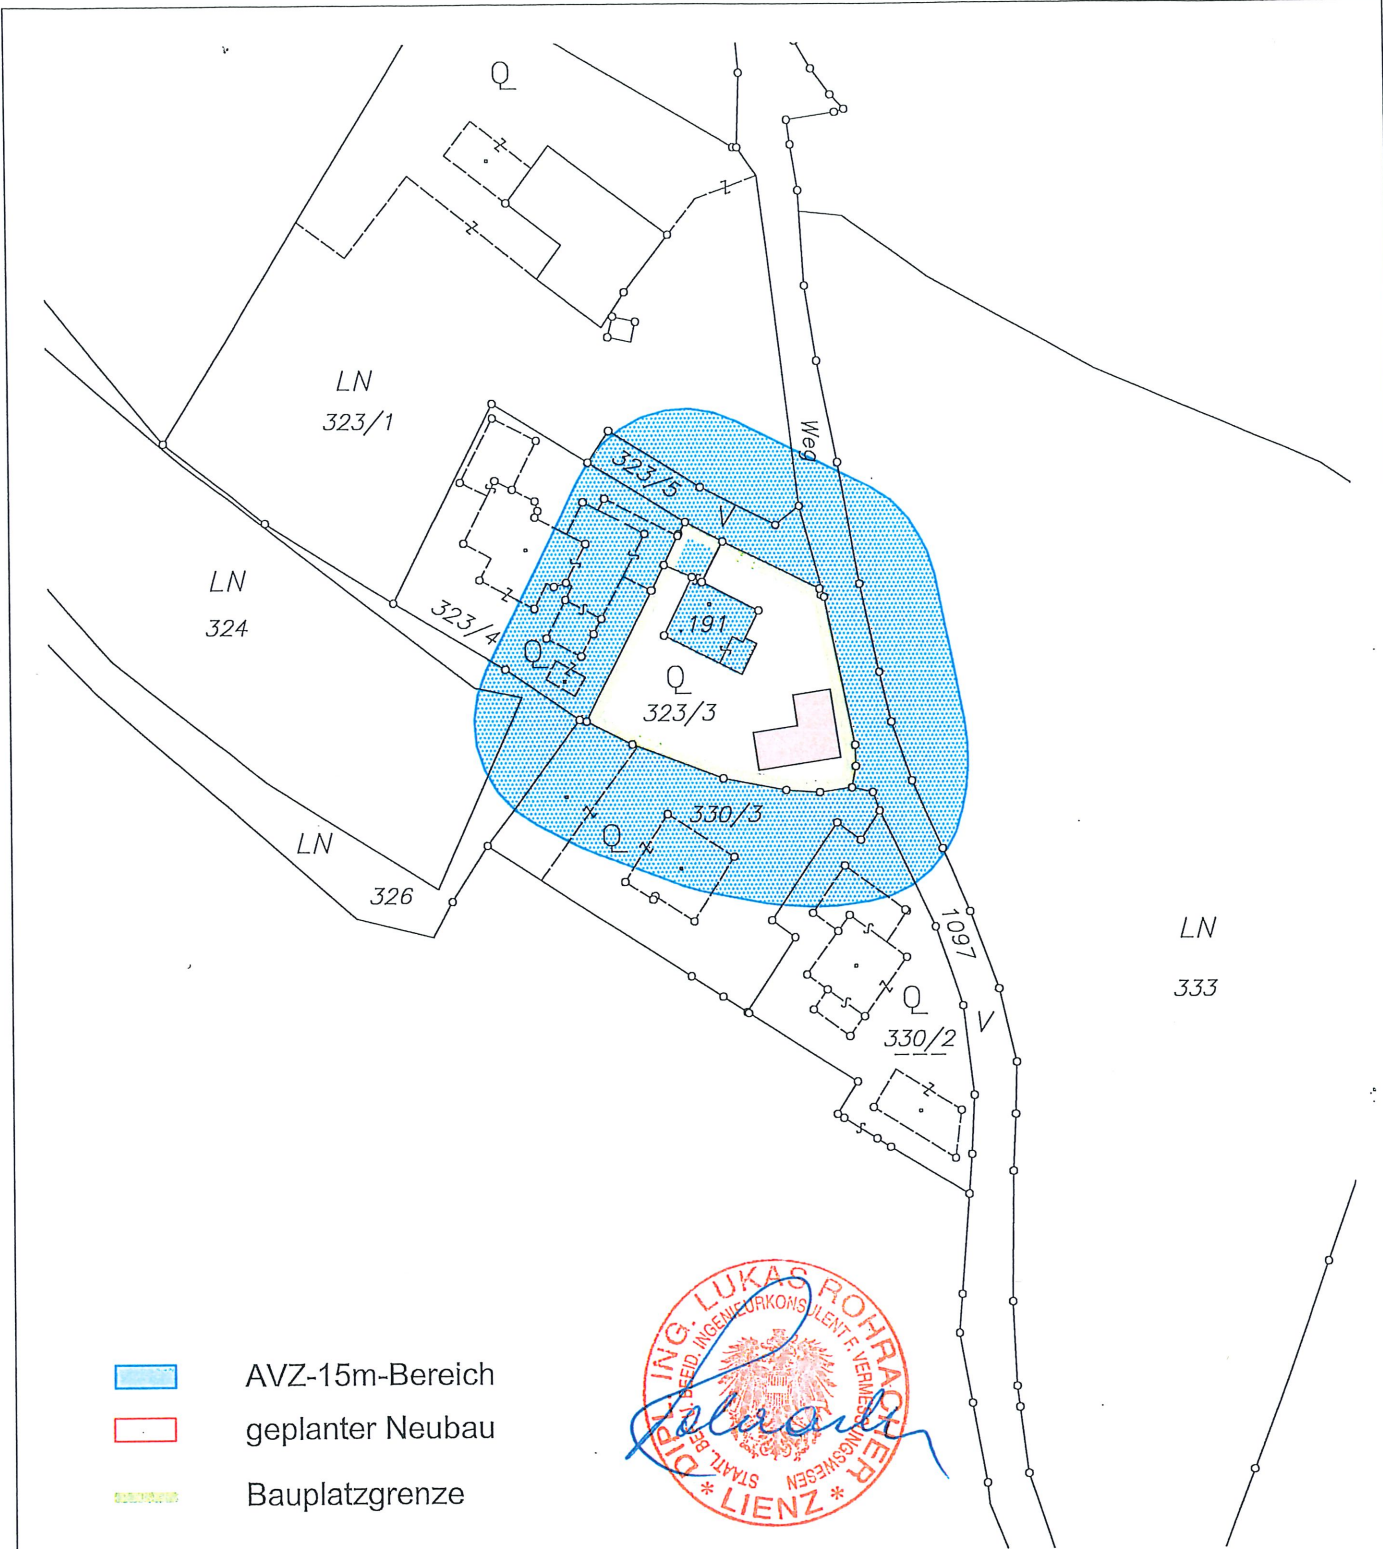 LN
323/1
Weg
323/5
V
LN
324
323/4
.191
323/3
330/3
LN
326
1097
LN
333
V
330/2
AVZ-15m-Bereich
geplanter Neubau
Bauplatzgrenze
DIPL. ING. LUKAS ROHRACHER
STAATL. BEF. U. BEEID. INGENIEURKONSULENT F. VERMESSUNGSWESEN
* LIENZ *